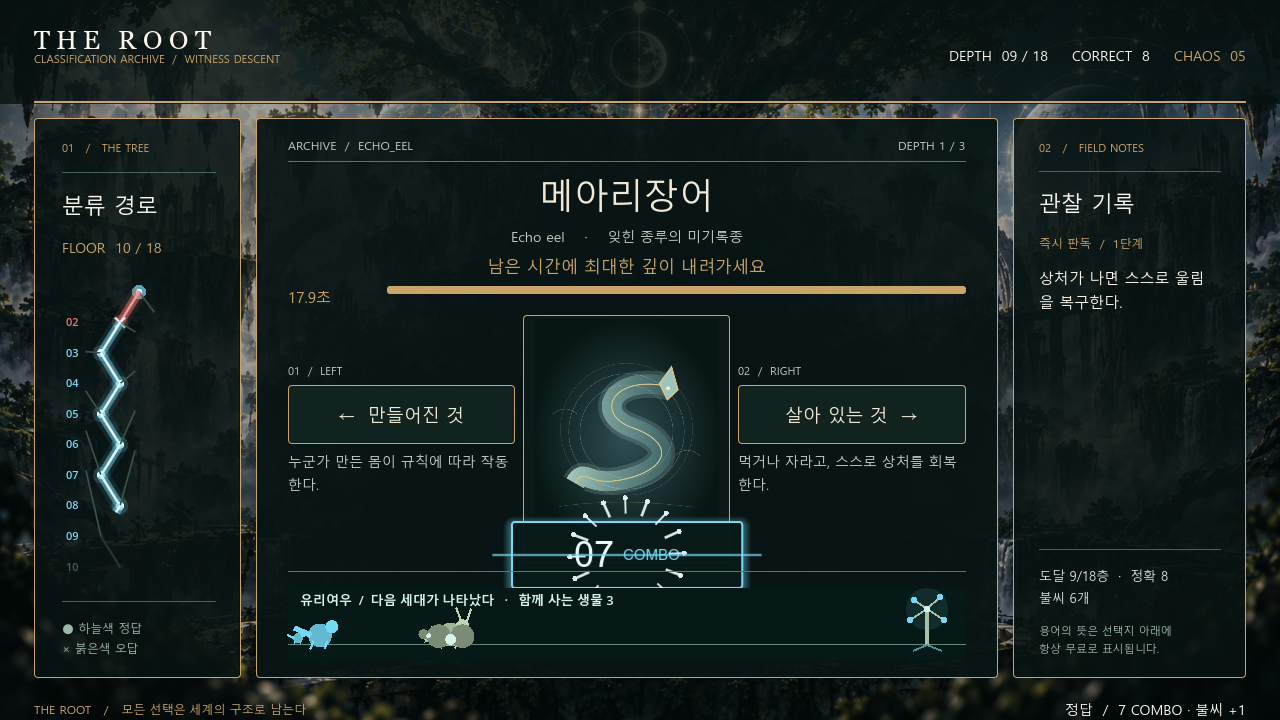 THE ROOT
CLASSIFICATION ARCHIVE / WITNESS DESCENT
DEPTH 09 / 18 CORRECT 8 CHAOS 05
01 / THE TREE
분류 경로
FLOOR 10 / 18
02
03
04
05
06
07
08
09
10
● 하늘색 정답
× 붉은색 오답
ARCHIVE / ECHO_EEL
DEPTH 1 / 3
메아리장어
Echo eel · 잊힌 종루의 미기록종
남은 시간에 최대한 깊이 내려가세요
17.9초
01 / LEFT
← 만들어진 것
누군가 만든 몸이 규칙에 따라 작동
한다.
02 / RIGHT
살아 있는 것 →
먹거나 자라고, 스스로 상처를 회복
한다.
07 COMBO
유리여우 / 다음 세대가 나타났다 · 함께 사는 생물 3
02 / FIELD NOTES
관찰 기록
즉시 판독 / 1단계
상처가 나면 스스로 울림
을 복구한다.
도달 9/18층 · 정확 8
불씨 6개
용어의 뜻은 선택지 아래에
항상 무료로 표시됩니다.
THE ROOT / 모든 선택은 세계의 구조로 남는다
정답 / 7 COMBO · 불씨 +1